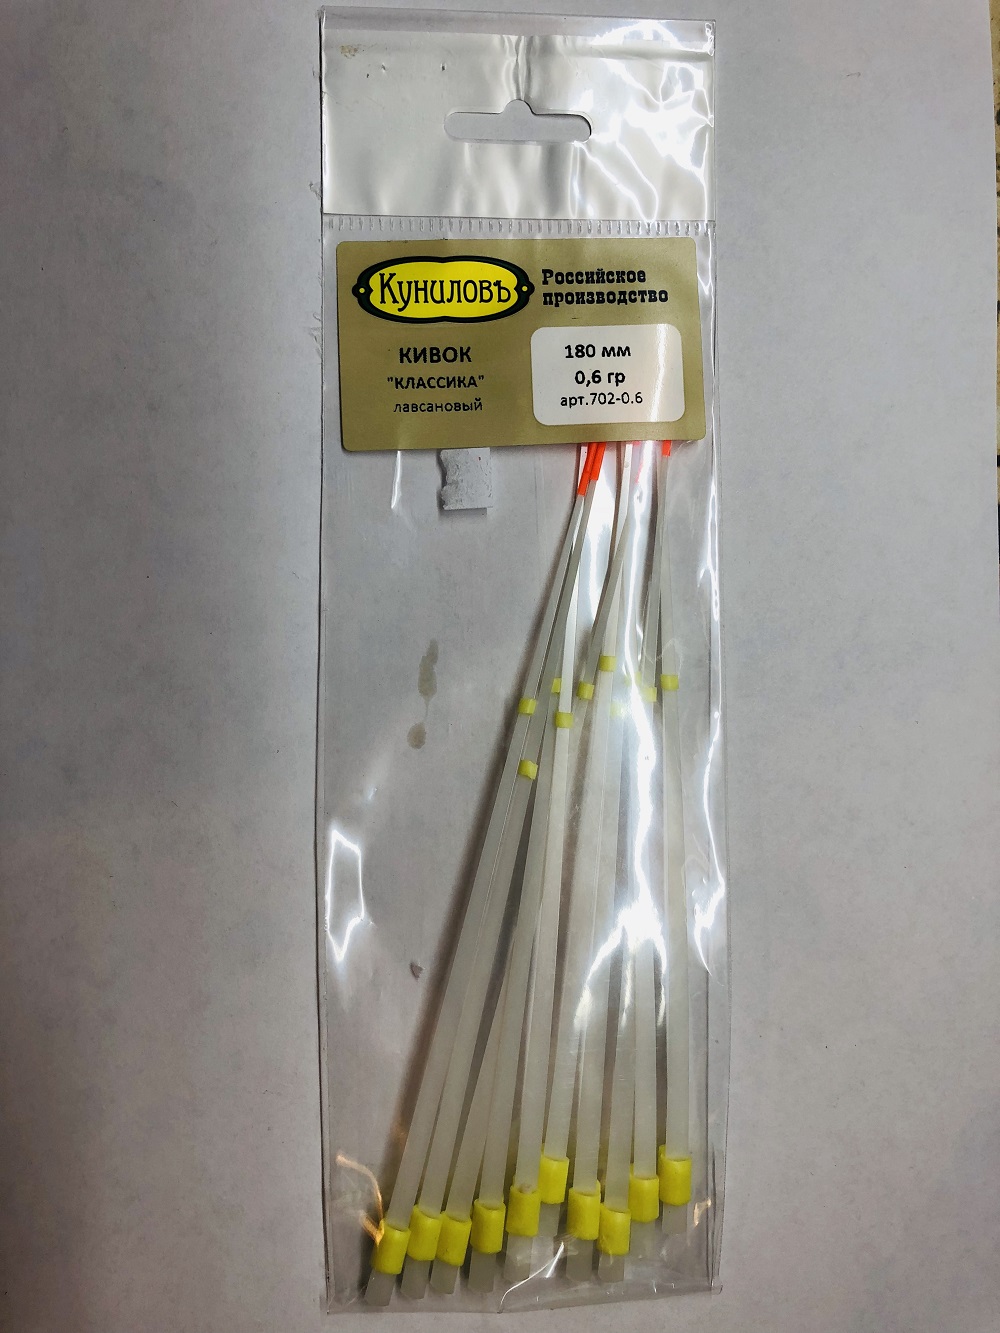 Куниловъ
Российское
производство
КИВОК
"КЛАССИКА"
лавсановый
180 мм
0,6 гр
арт.702-0.6